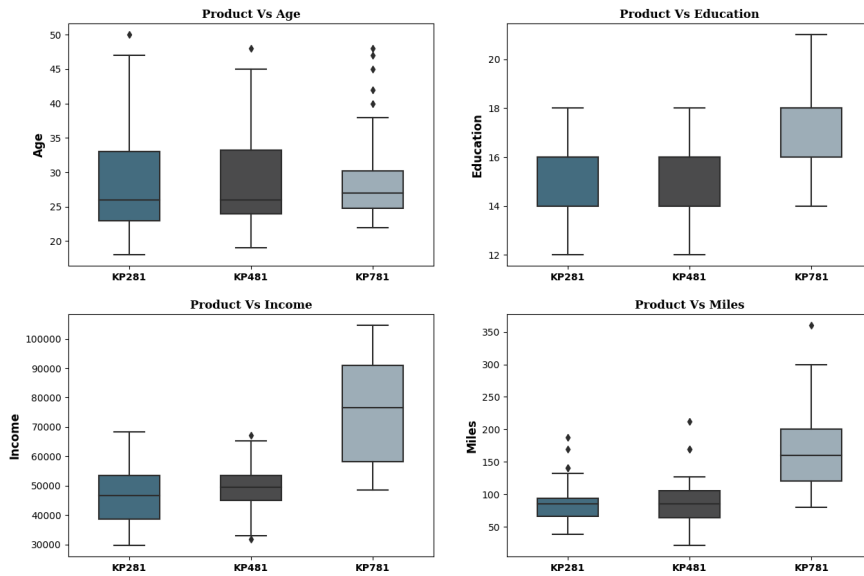 Product Vs Age
50
45
40
35
30
25
20
Age
KP281 KP481 KP781
Product Vs Education
20
18
16
14
12
Education
KP281 KP481 KP781
Product Vs Income
100000
90000
80000
70000
60000
50000
40000
30000
Income
KP281 KP481 KP781
Product Vs Miles
350
300
250
200
150
100
50
Miles
KP281 KP481 KP781